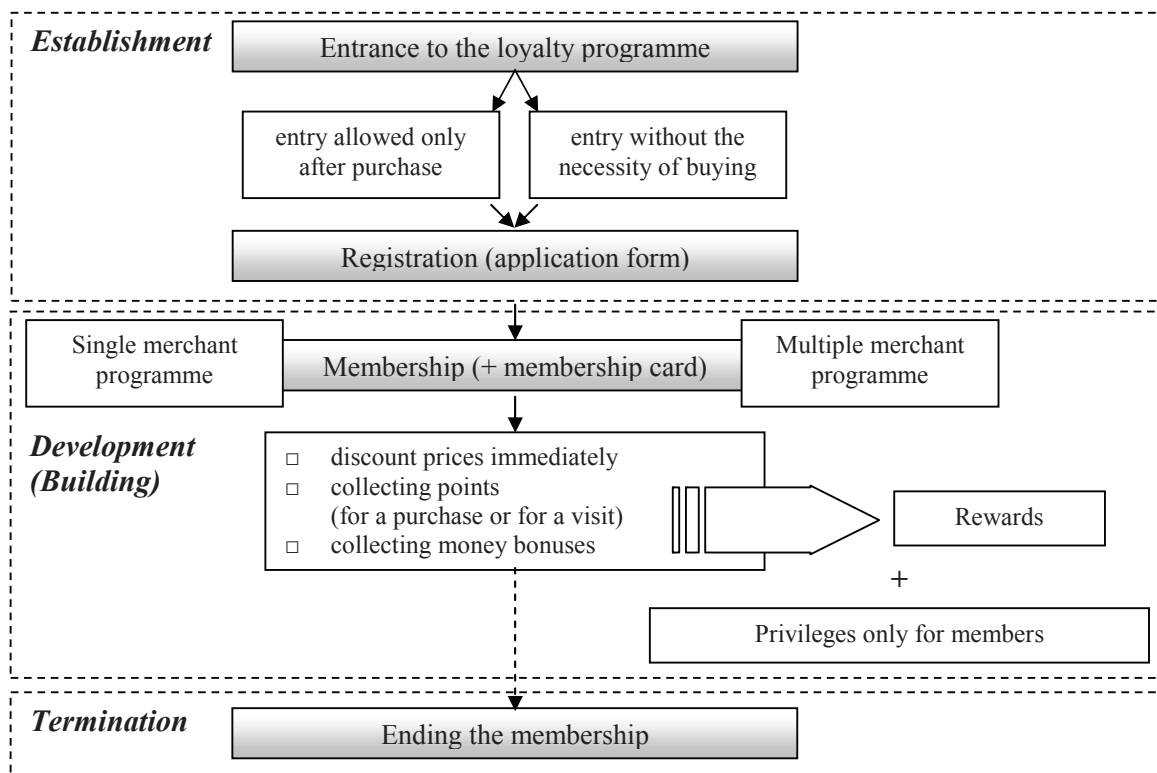 Establishment
Entrance to the loyalty programme
entry allowed only
after purchase
entry without the
necessity of buying
Registration (application form)
Single merchant
programme
Membership (+ membership card)
Multiple merchant
programme
Development
(Building)
□ discount prices immediately
□ collecting points
(for a purchase or for a visit)
□ collecting money bonuses
Rewards
+
Privileges only for members
Termination
Ending the membership